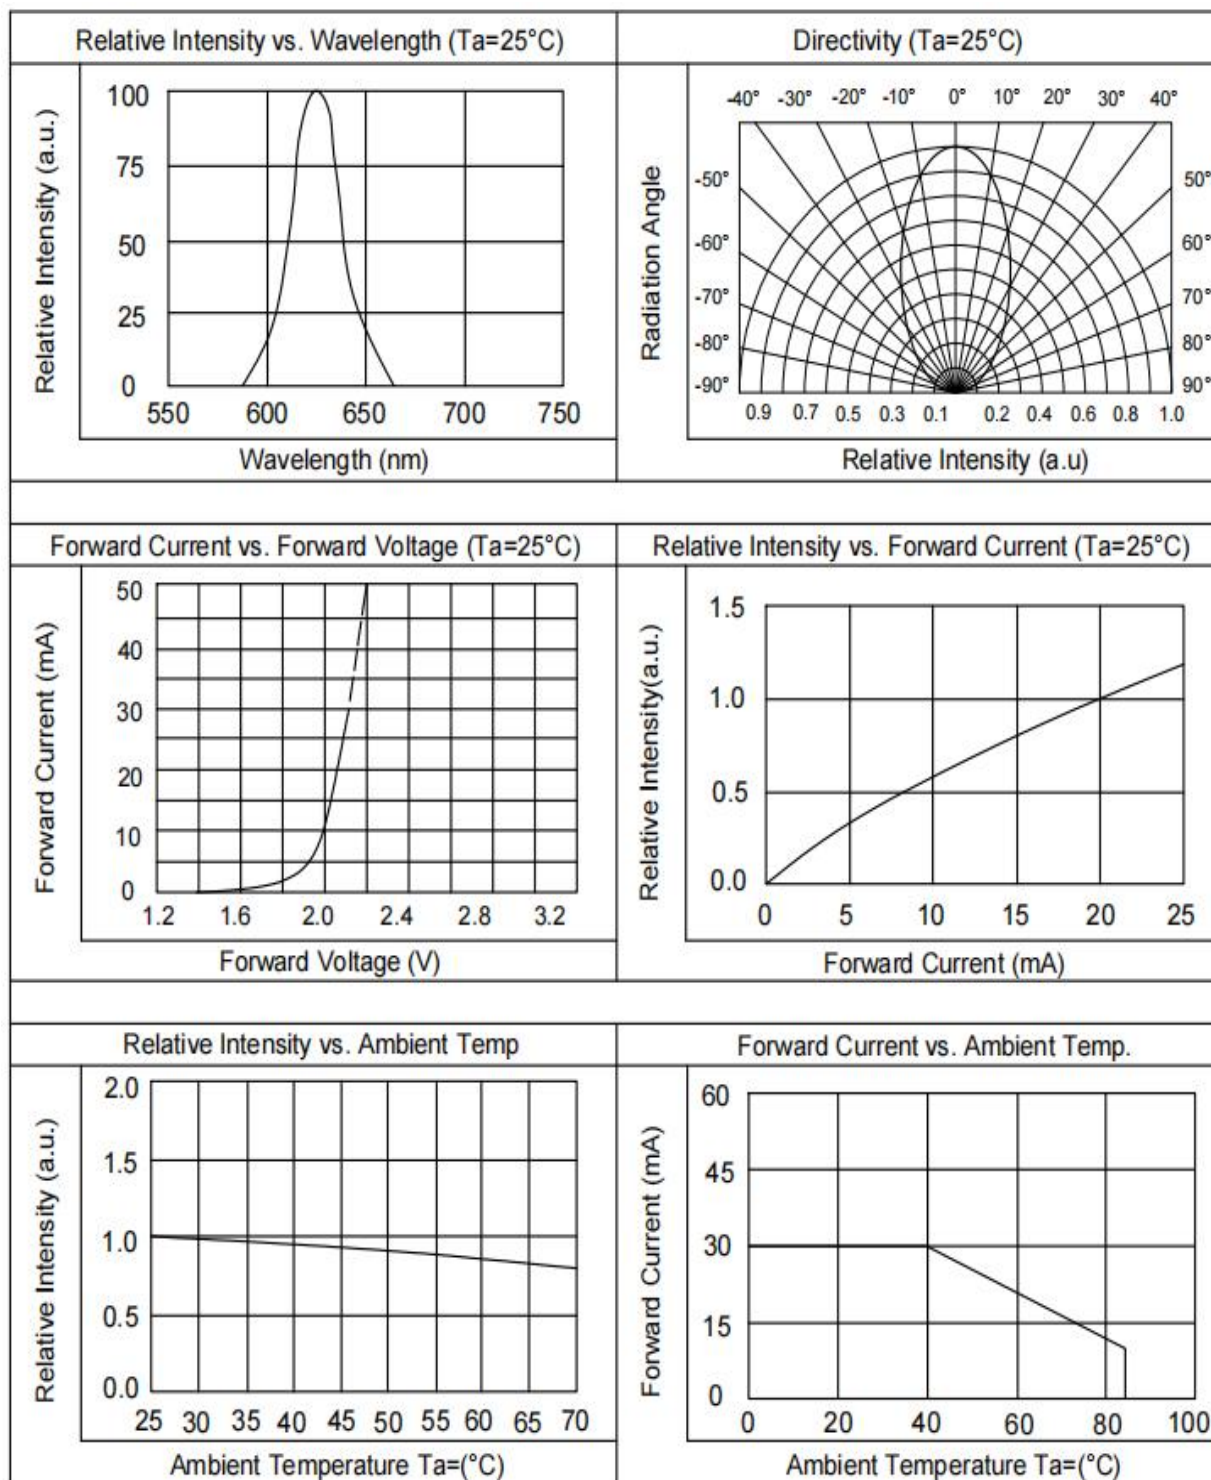 Relative Intensity vs. Wavelength (Ta=25°C)
Relative Intensity (a.u.)
100
75
50
25
0
550 600 650 700 750
Wavelength (nm)
Directivity (Ta=25°C)
Radiation Angle
-40° -30° -20° -10° 0° 10° 20° 30° 40°
-50° 50°
-60° 60°
-70° 70°
-80° 80°
-90° 90°
0.9 0.7 0.5 0.3 0.1 0.2 0.4 0.6 0.8 1.0
Relative Intensity (a.u)
Forward Current vs. Forward Voltage (Ta=25°C)
Forward Current (mA)
50
40
30
20
10
0
1.2 1.6 2.0 2.4 2.8 3.2
Forward Voltage (V)
Relative Intensity vs. Forward Current (Ta=25°C)
Relative Intensity(a.u.)
1.5
1.0
0.5
0.0
0 5 10 15 20 25
Forward Current (mA)
Relative Intensity vs. Ambient Temp
Relative Intensity (a.u.)
2.0
1.5
1.0
0.5
0.0
25 30 35 40 45 50 55 60 65 70
Ambient Temperature Ta=(°C)
Forward Current vs. Ambient Temp.
Forward Current (mA)
60
45
30
15
0
0 20 40 60 80 100
Ambient Temperature Ta=(°C)